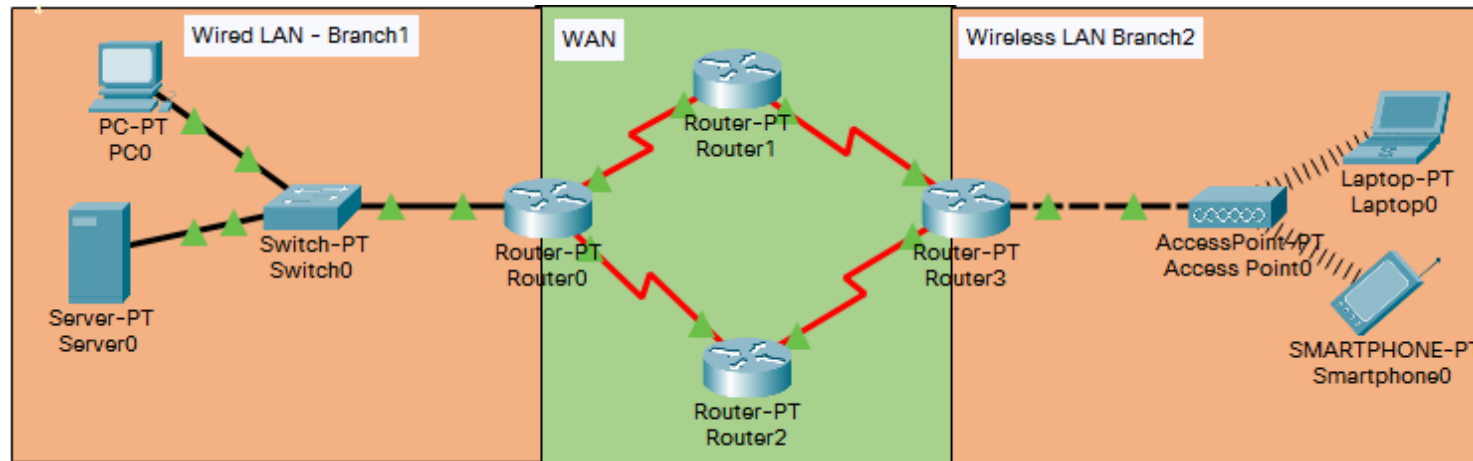 Wired LAN - Branch1
WAN
Wireless LAN Branch2
PC-PT
PC0
Server-PT
Server0
Switch-PT
Switch0
Router-PT
Router0
Router-PT
Router1
Router-PT
Router2
Router-PT
Router3
AccessPoint-PT
Access Point0
Laptop-PT
Laptop0
SMARTPHONE-PT
Smartphone0